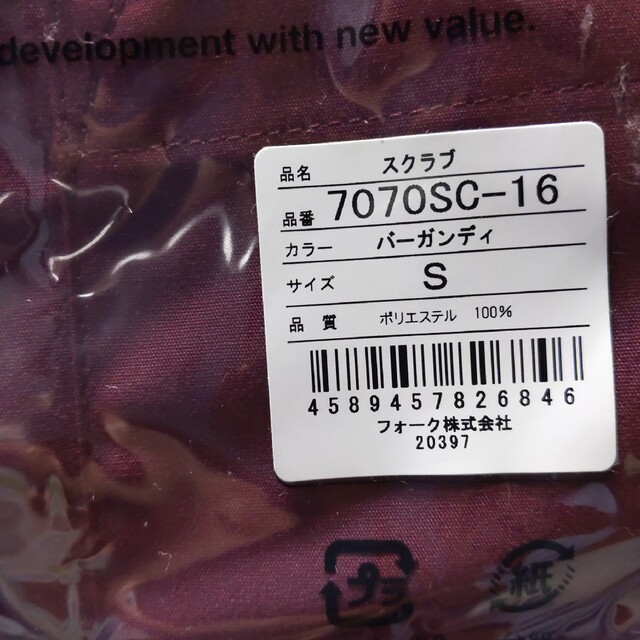 development with new value.
品名 スクラブ
品番 7070SC-16
カラー バーガンディ
サイズ S
品 質 ポリエステル 100%
4589457826846
フォーク株式会社
20397
プラ
紙